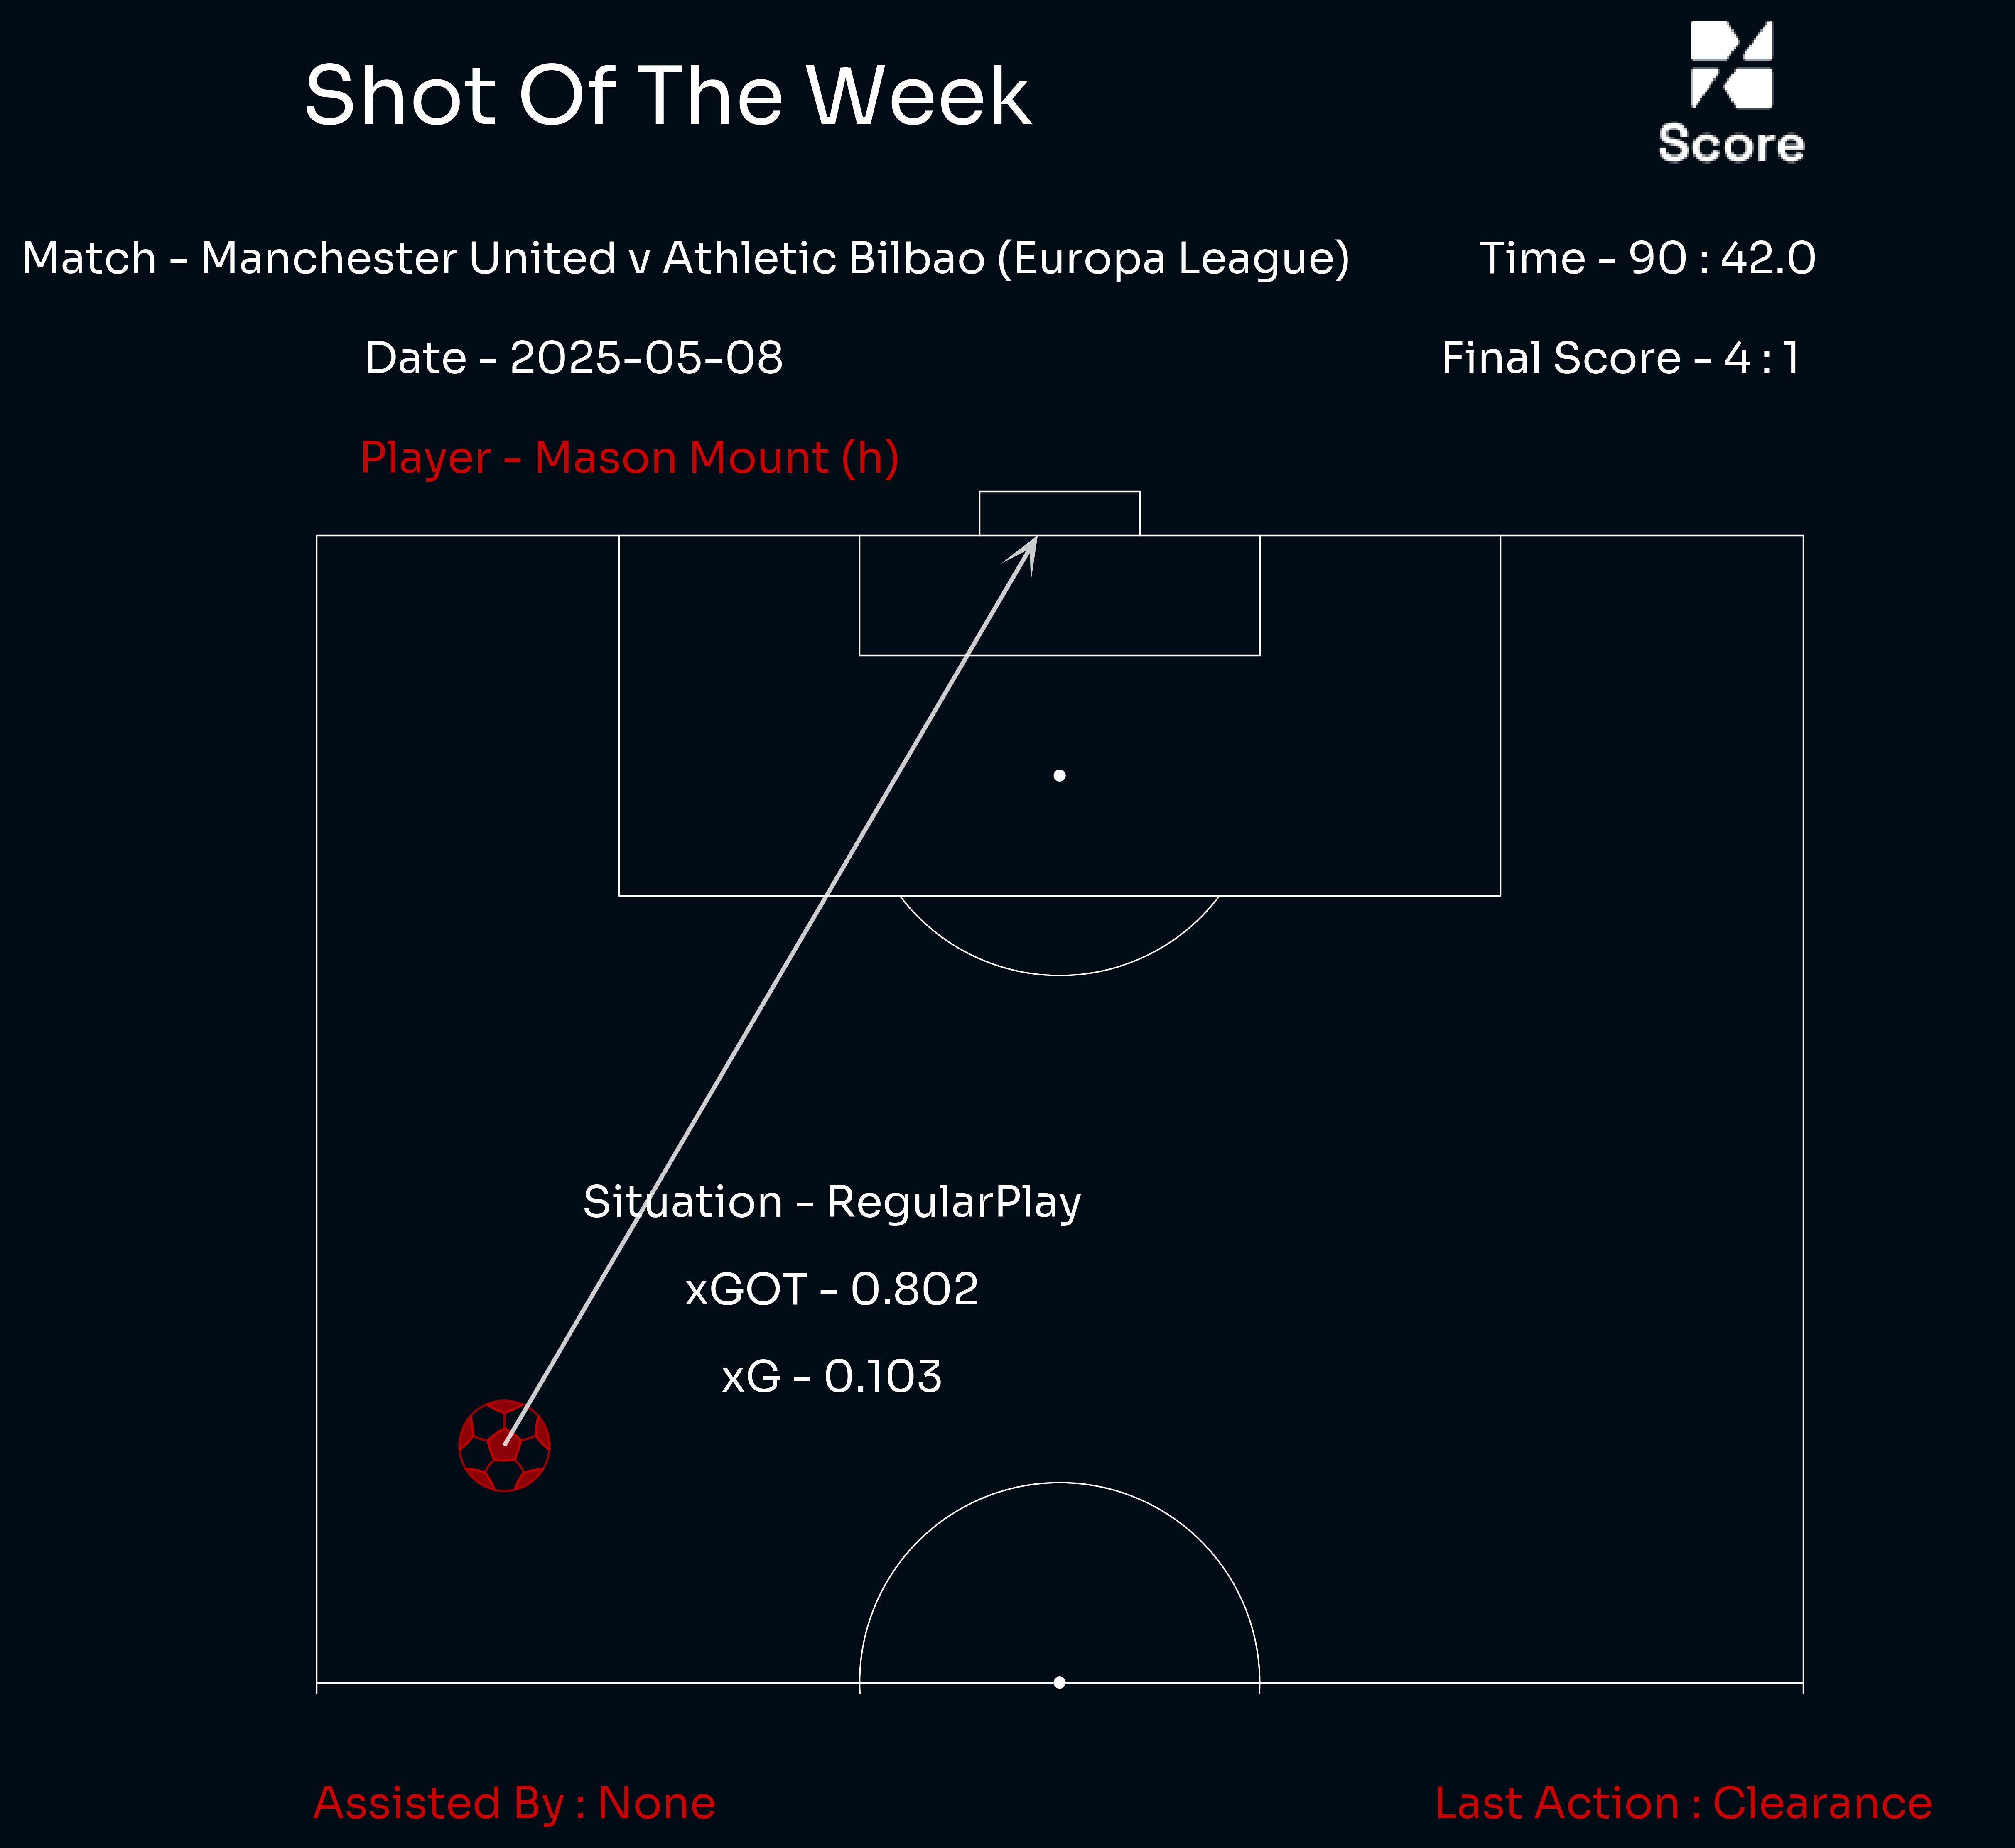 Shot Of The Week
Score
Match - Manchester United v Athletic Bilbao (Europa League)
Time - 90 : 42.0
Date - 2025-05-08
Final Score - 4 : 1
Player - Mason Mount (h)
Situation - RegularPlay
xGOT - 0.802
xG - 0.103
Assisted By : None
Last Action : Clearance